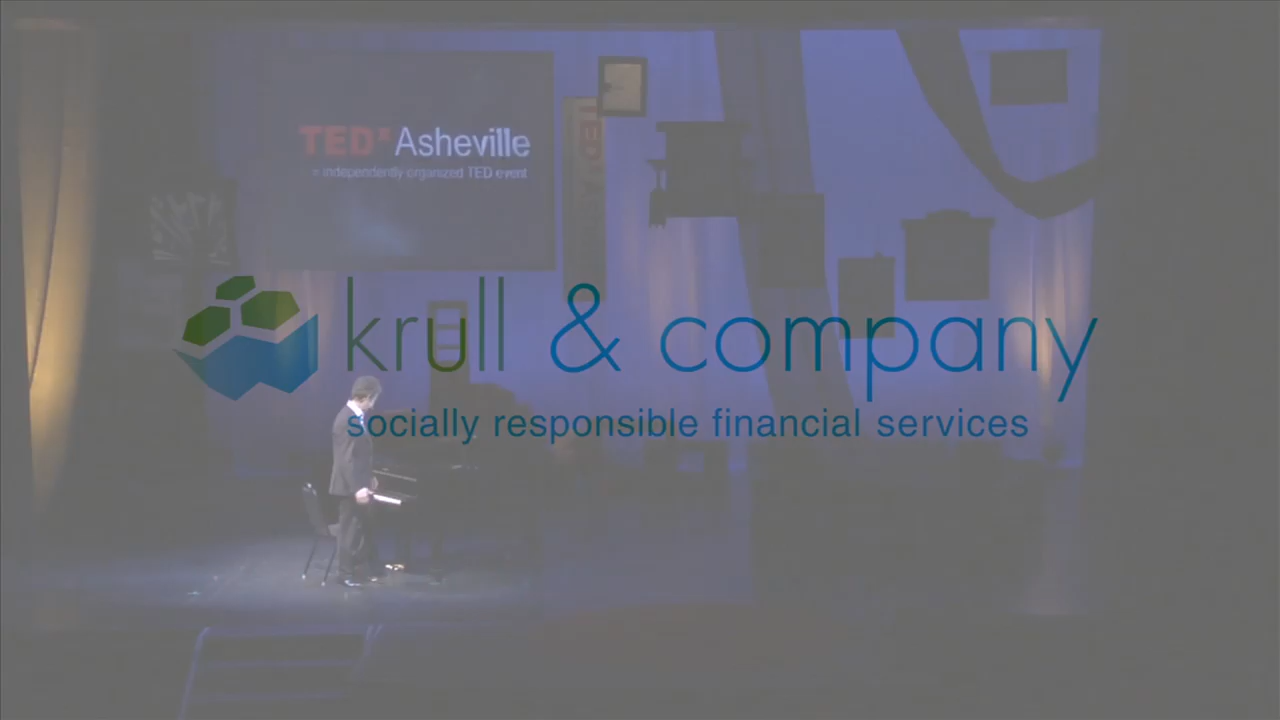 TEDx Asheville
x independently organized TED event
krull & company
socially responsible financial services